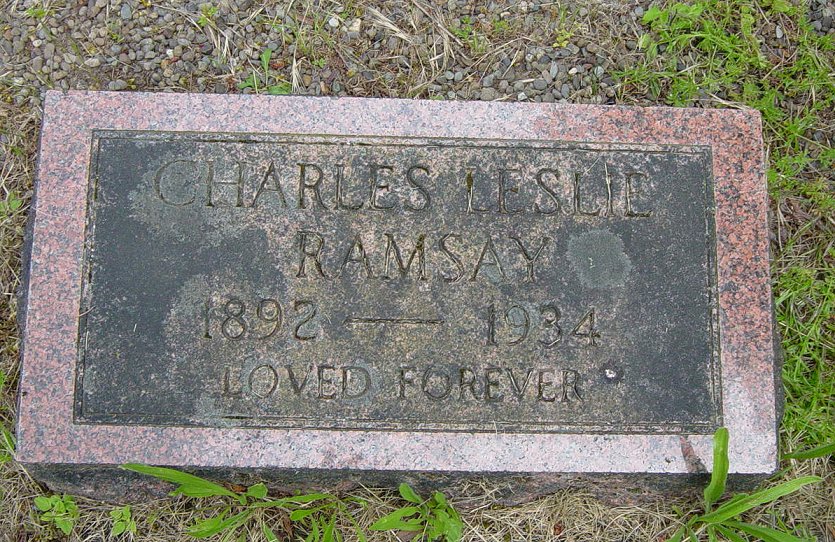 CHARLES LESLIE
RAMSAY
1892 — 1934
LOVED FOREVER